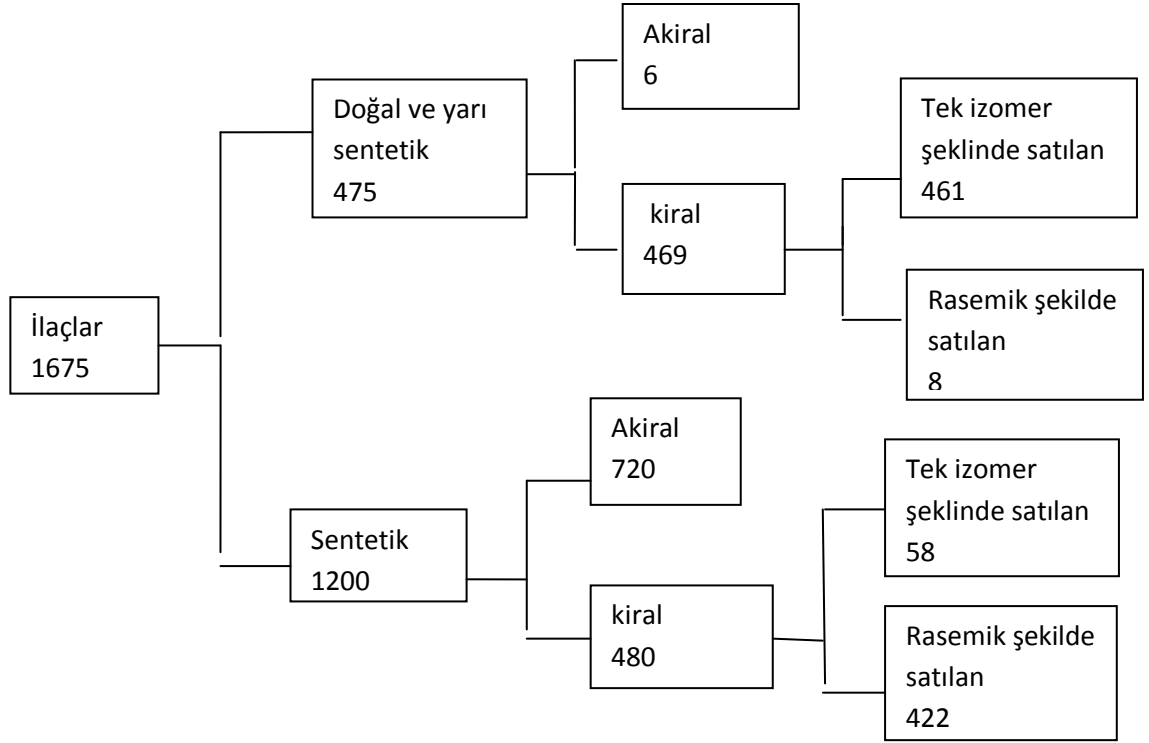 İlaçlar
1675
Doğal ve yarı
sentetik
475
Akiral
6
kiral
469
Tek izomer
şeklinde satılan
461
Rasemik şekilde
satılan
8
Sentetik
1200
Akiral
720
kiral
480
Tek izomer
şeklinde satılan
58
Rasemik şekilde
satılan
422